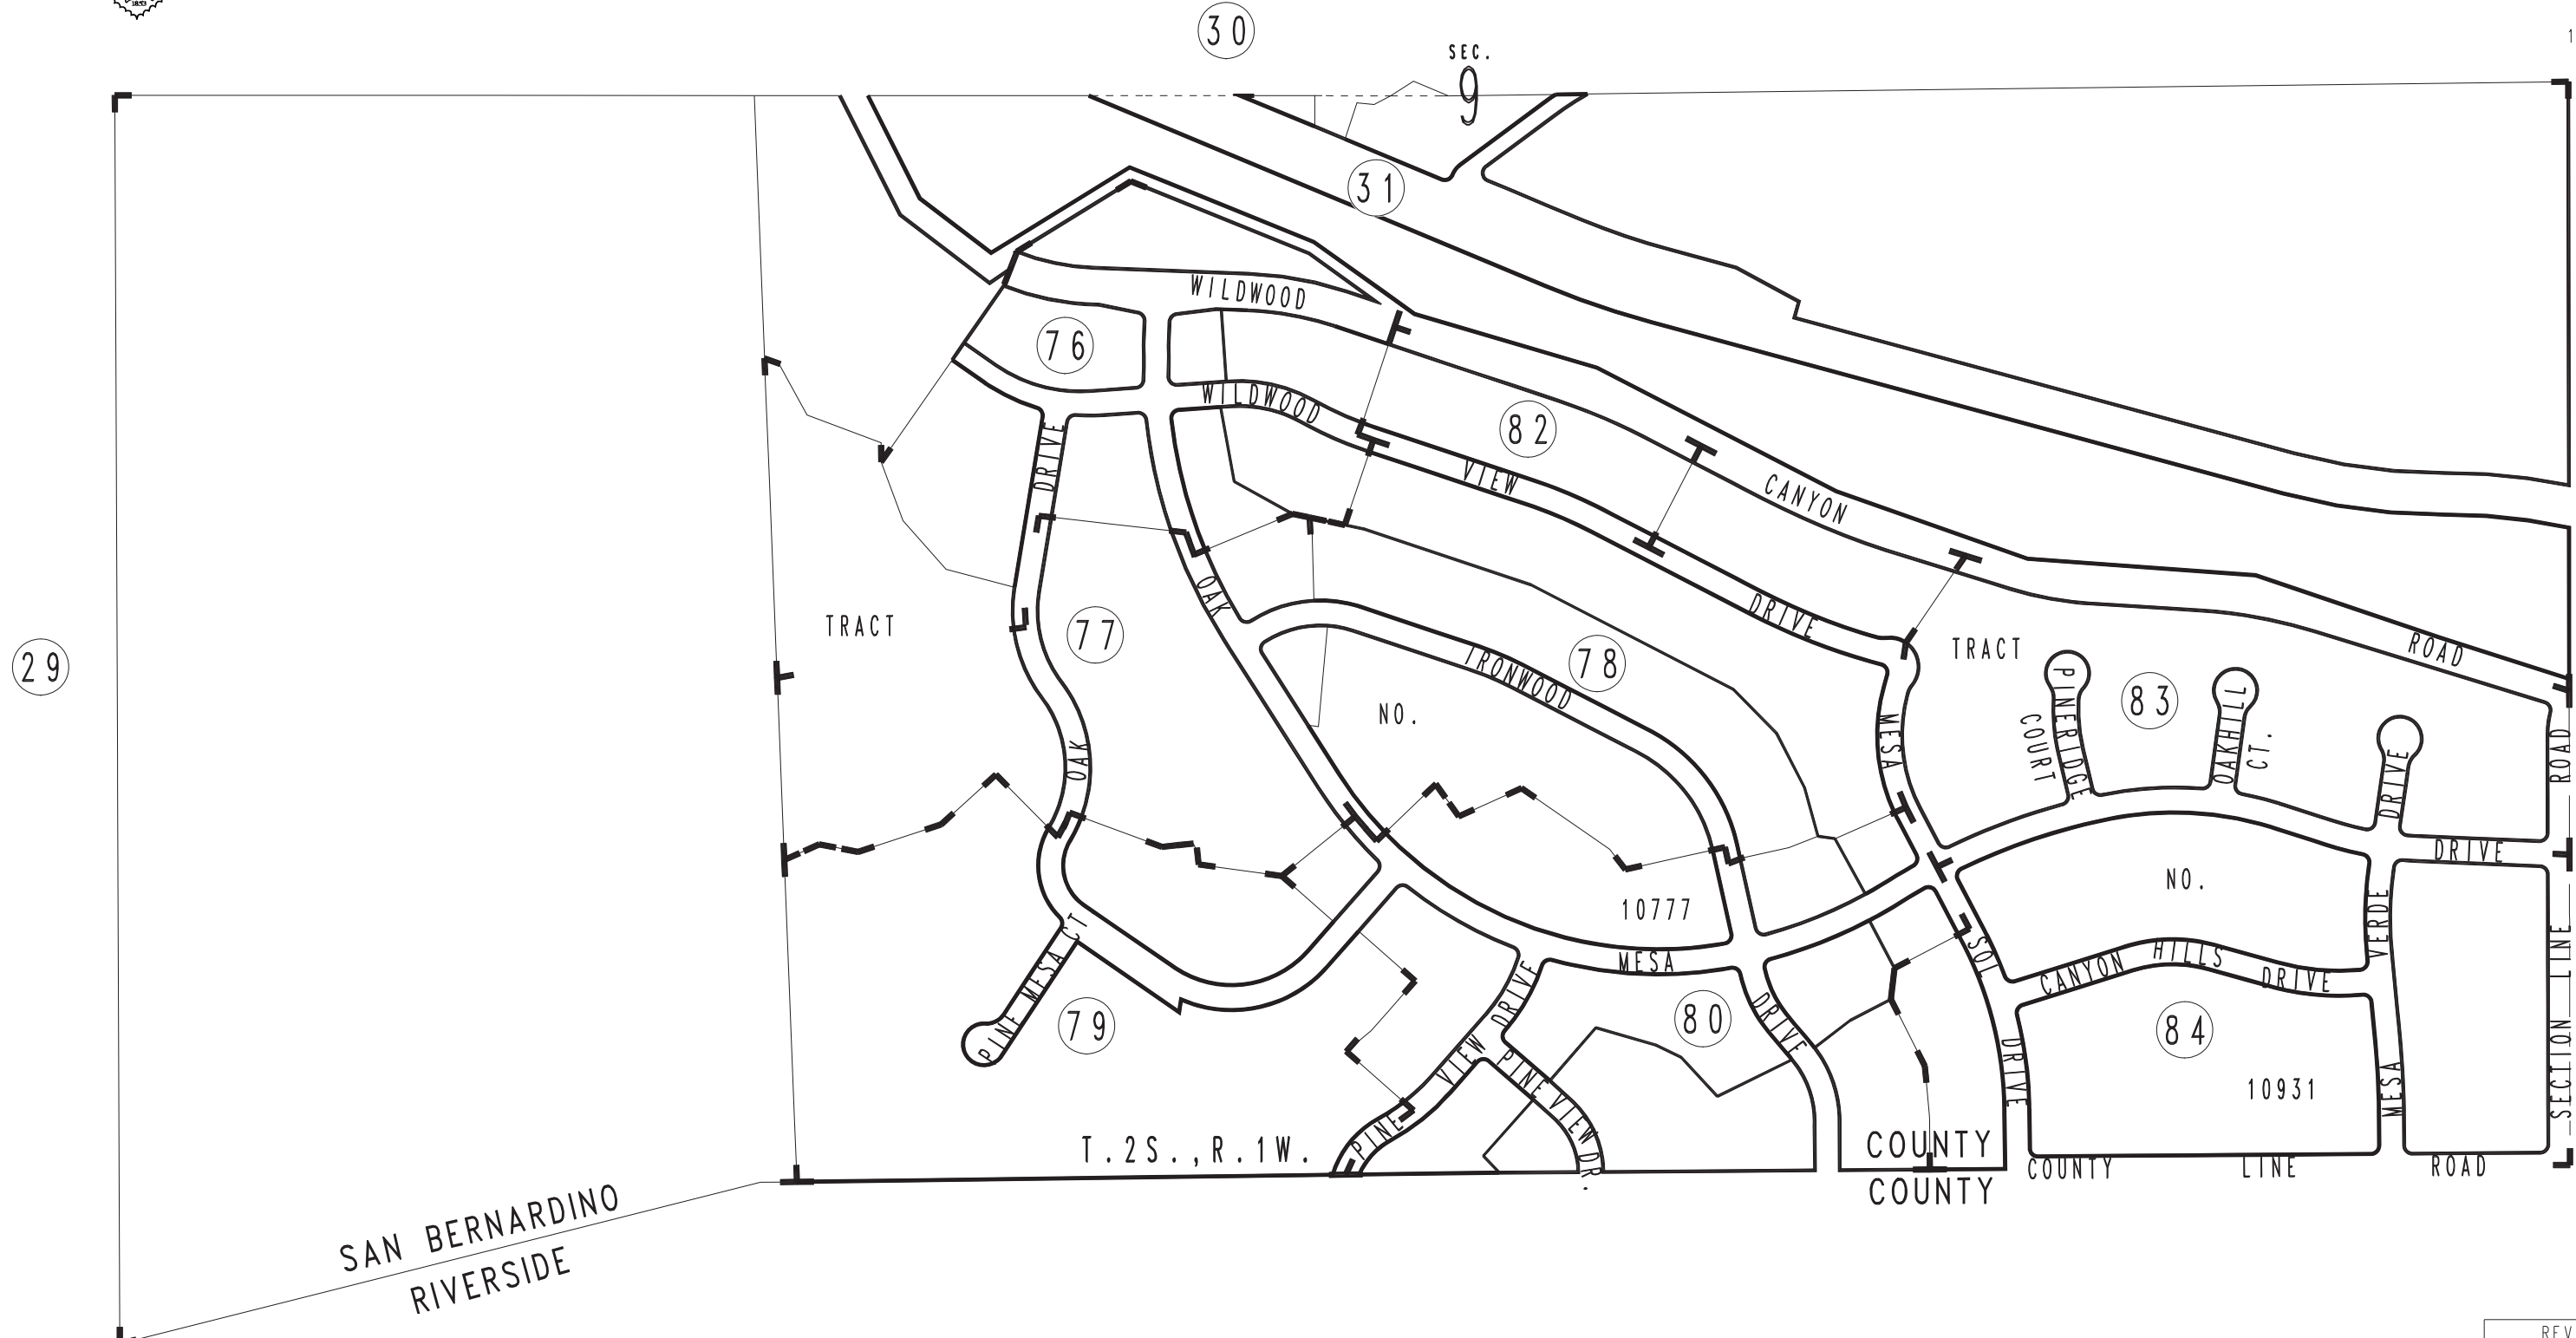 1853
30
SEC.
9
1
31
WILDWOOD
76
WILDWOOD
82
DRIVE
VIEW
CANYON
TRACT
77
OAK
DRIVE
TRACT
ROAD
29
IRONWOOD
78
83
PINERIDGE
COURT
OAKHILL
CT.
NO.
MESA
DRIVE
ROAD
OAK
DRIVE
NO.
10777
VERDE
PINE MESA CT
MESA
SOL
CANYON HILLS DRIVE
SECTION LINE
79
DRIVE
80
DRIVE
84
VIEW
PINE
PINE VIEW DR.
DRIVE
10931
MESA
T.2S.,R.1W.
COUNTY
COUNTY
COUNTY LINE ROAD
SAN BERNARDINO
RIVERSIDE
REV